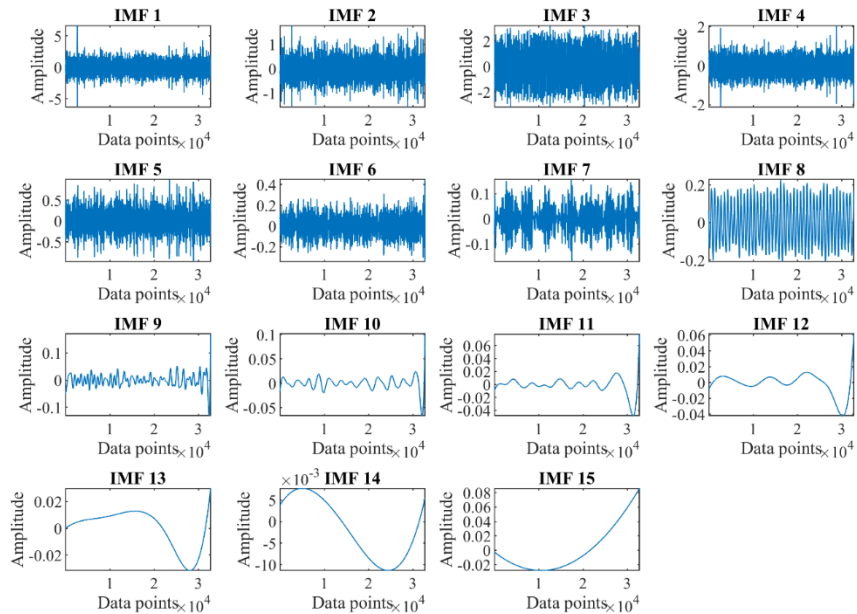 IMF 1 IMF 2 IMF 3 IMF 4
Amplitude 5 0 -5 Amplitude 1 0 -1 Amplitude 2 0 -2 Amplitude 2 0 -2
1 2 3 1 2 3 1 2 3 1 2 3
Data points ×10^4 Data points ×10^4 Data points ×10^4 Data points ×10^4
IMF 5 IMF 6 IMF 7 IMF 8
Amplitude 0.5 0 -0.5 Amplitude 0.4 0.2 0 -0.2 Amplitude 0.1 0 -0.1 Amplitude 0.2 0 -0.2
1 2 3 1 2 3 1 2 3 1 2 3
Data points ×10^4 Data points ×10^4 Data points ×10^4 Data points ×10^4
IMF 9 IMF 10 IMF 11 IMF 12
Amplitude 0.1 0 -0.1 Amplitude 0.1 0.05 0 -0.05 Amplitude 0.06 0.04 0.02 0 -0.02 -0.04 Amplitude 0.06 0.04 0.02 0 -0.02 -0.04
1 2 3 1 2 3 1 2 3 1 2 3
Data points ×10^4 Data points ×10^4 Data points ×10^4 Data points ×10^4
IMF 13 ×10^-3 IMF 14 IMF 15
Amplitude 0.02 0 -0.02 Amplitude 5 0 -5 -10 Amplitude 0.08 0.06 0.04 0.02 0 -0.02
1 2 3 1 2 3 1 2 3
Data points ×10^4 Data points ×10^4 Data points ×10^4